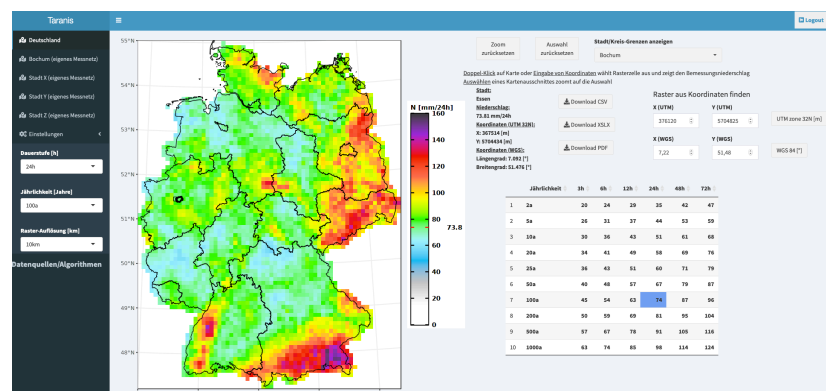 Taranis
Logout
Deutschland
Bochum (eigenes Messnetz)
Stadt X (eigenes Messnetz)
Stadt Y (eigenes Messnetz)
Stadt Z (eigenes Messnetz)
Einstellungen
Dauerstufe [h]
24h
Jährlichkeit [Jahre]
100a
Raster-Auflösung [km]
10km
Datenquellen/Algorithmen
55°N
54°N
53°N
52°N
51°N
50°N
49°N
48°N
N [mm/24h]
160
140
120
100
80
73.8
60
40
20
0
Zoom zurücksetzen
Auswahl zurücksetzen
Stadt/Kreis-Grenzen anzeigen
Bochum
Doppel-Klick auf Karte oder Eingabe von Koordinaten wählt Rasterzelle aus und zeigt den Bemessungsniederschlag
Auswählen eines Kartenausschnittes zoomt auf die Auswahl
Stadt:
Essen
Niederschlag:
73.81 mm/24h
Koordinaten (UTM 32N):
X: 367514 [m]
Y: 5704434 [m]
Koordinaten (WGS):
Längengrad: 7.092 [°]
Breitengrad: 51.476 [°]
Download CSV
Download XLSX
Download PDF
Raster aus Koordinaten finden
X (UTM) Y (UTM)
376120 5704825 UTM zone 32N [m]
X (WGS) Y (WGS)
7,22 51,48 WGS 84 [°]
Jährlichkeit 3h 6h 12h 24h 48h 72h
1 2a 20 24 29 35 42 47
2 5a 26 31 37 44 53 59
3 10a 30 36 43 51 61 68
4 20a 34 41 49 58 69 76
5 25a 36 43 51 60 71 79
6 50a 40 48 57 67 79 87
7 100a 45 54 63 74 87 96
8 200a 50 59 69 81 95 104
9 500a 57 67 78 91 105 116
10 1000a 63 74 85 98 114 124